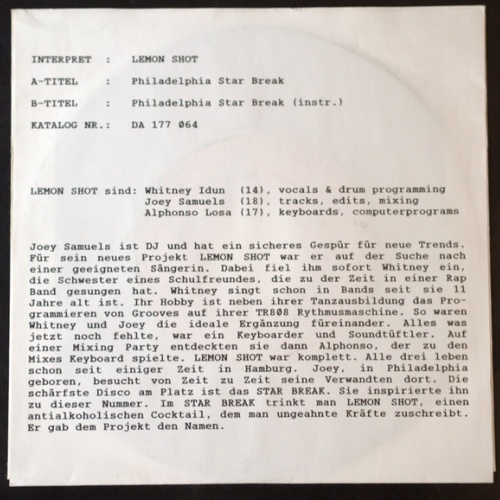 INTERPRET : LEMON SHOT
A-TITEL : Philadelphia Star Break
B-TITEL : Philadelphia Star Break (instr.)
KATALOG NR.: DA 177 064
LEMON SHOT sind: Whitney Idun (14), vocals & drum programming
Joey Samuels (18), tracks, edits, mixing
Alphonso Losa (17), keyboards, computerprograms
Joey Samuels ist DJ und hat ein sicheres Gespür für neue Trends.
Für sein neues Projekt LEMON SHOT war er auf der Suche nach
einer geeigneten Sängerin. Dabei fiel ihm sofort Whitney ein,
die Schwester eines Schulfreundes, die zu der Zeit in einer Rap
Band gesungen hat. Whitney singt schon in Bands seit sie 11
Jahre alt ist. Ihr Hobby ist neben ihrer Tanzausbildung das Pro-
grammieren von Grooves auf ihrer TR808 Rythmusmaschine. So waren
Whitney und Joey die ideale Ergänzung füreinander. Alles was
jetzt noch fehlte, war ein Keyboarder und Soundtüftler. Auf
einer Mixing Party entdeckten sie dann Alphonso, der zu den
Mixes Keyboard spielte. LEMON SHOT war komplett. Alle drei leben
schon seit einiger Zeit in Hamburg. Joey, in Philadelphia
geboren, besucht von Zeit zu Zeit seine Verwandten dort. Die
schärfste Disco am Platz ist das STAR BREAK. Sie inspirierte ihn
zu dieser Nummer. Im STAR BREAK trinkt man LEMON SHOT, einen
antialkoholischen Cocktail, dem man ungeahnte Kräfte zuschreibt.
Er gab dem Projekt den Namen.